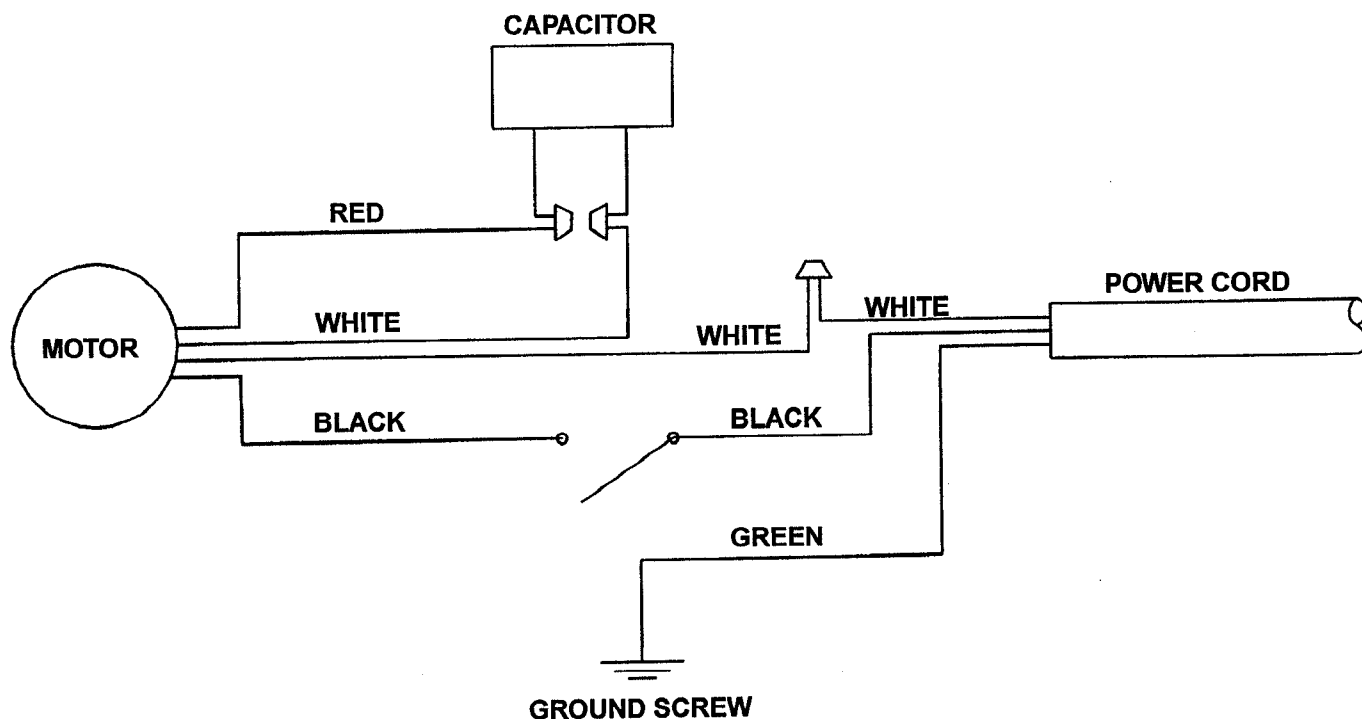 CAPACITOR
RED
POWER CORD
WHITE
WHITE
WHITE
MOTOR
BLACK
BLACK
GREEN
GROUND SCREW